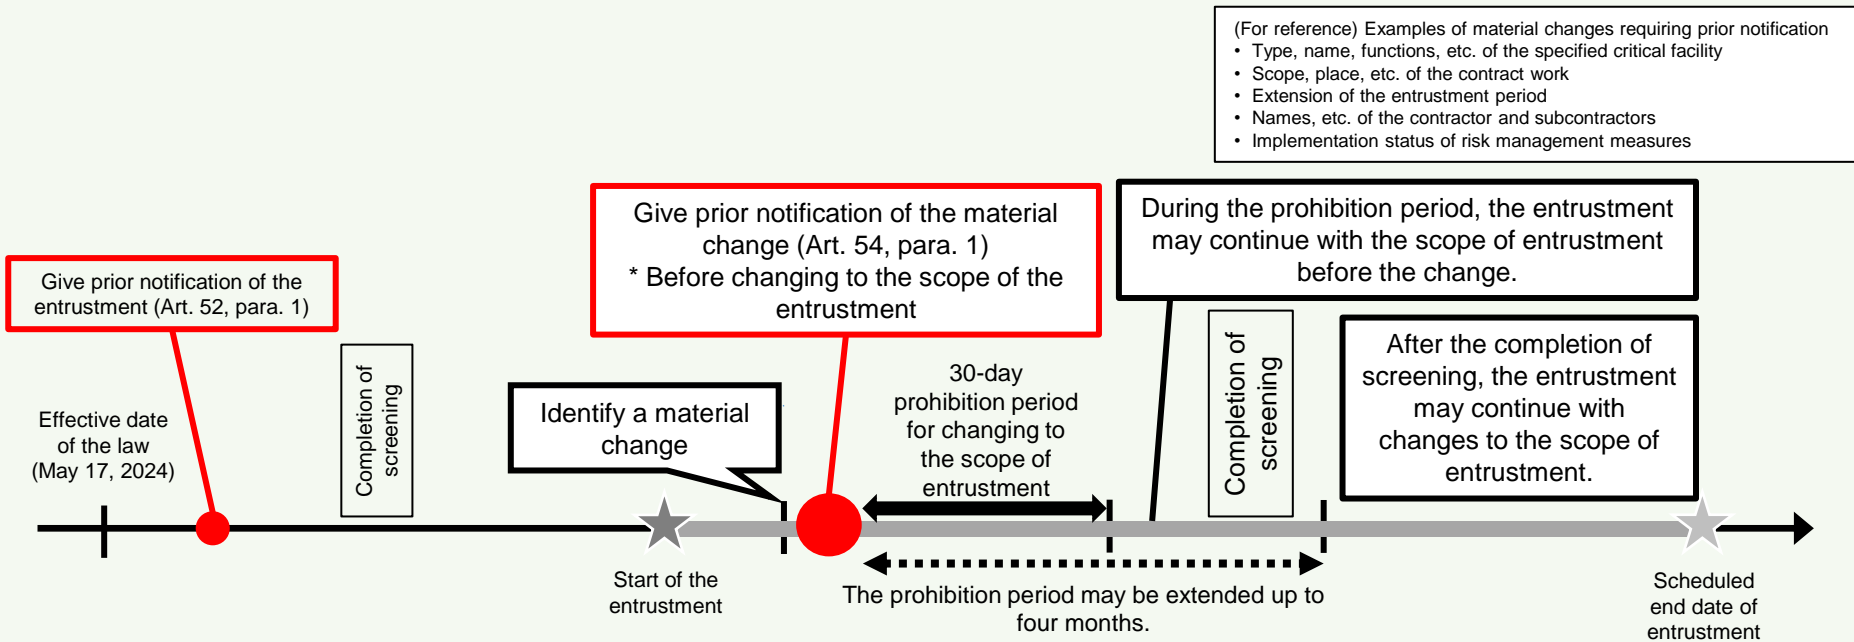 (For reference) Examples of material changes requiring prior notification
• Type, name, functions, etc. of the specified critical facility
• Scope, place, etc. of the contract work
• Extension of the entrustment period
• Names, etc. of the contractor and subcontractors
• Implementation status of risk management measures
Give prior notification of the
entrustment (Art. 52, para. 1)
Give prior notification of the material
change (Art. 54, para. 1)
* Before changing to the scope of the
entrustment
During the prohibition period, the entrustment
may continue with the scope of entrustment
before the change.
Effective date
of the law
(May 17, 2024)
Completion of
screening
Identify a material
change
30-day
prohibition period
for changing to
the scope of
entrustment
Completion of
screening
After the completion of
screening, the entrustment
may continue with
changes to the scope of
entrustment.
Start of the
entrustment
The prohibition period may be extended up to
four months.
Scheduled
end date of
entrustment